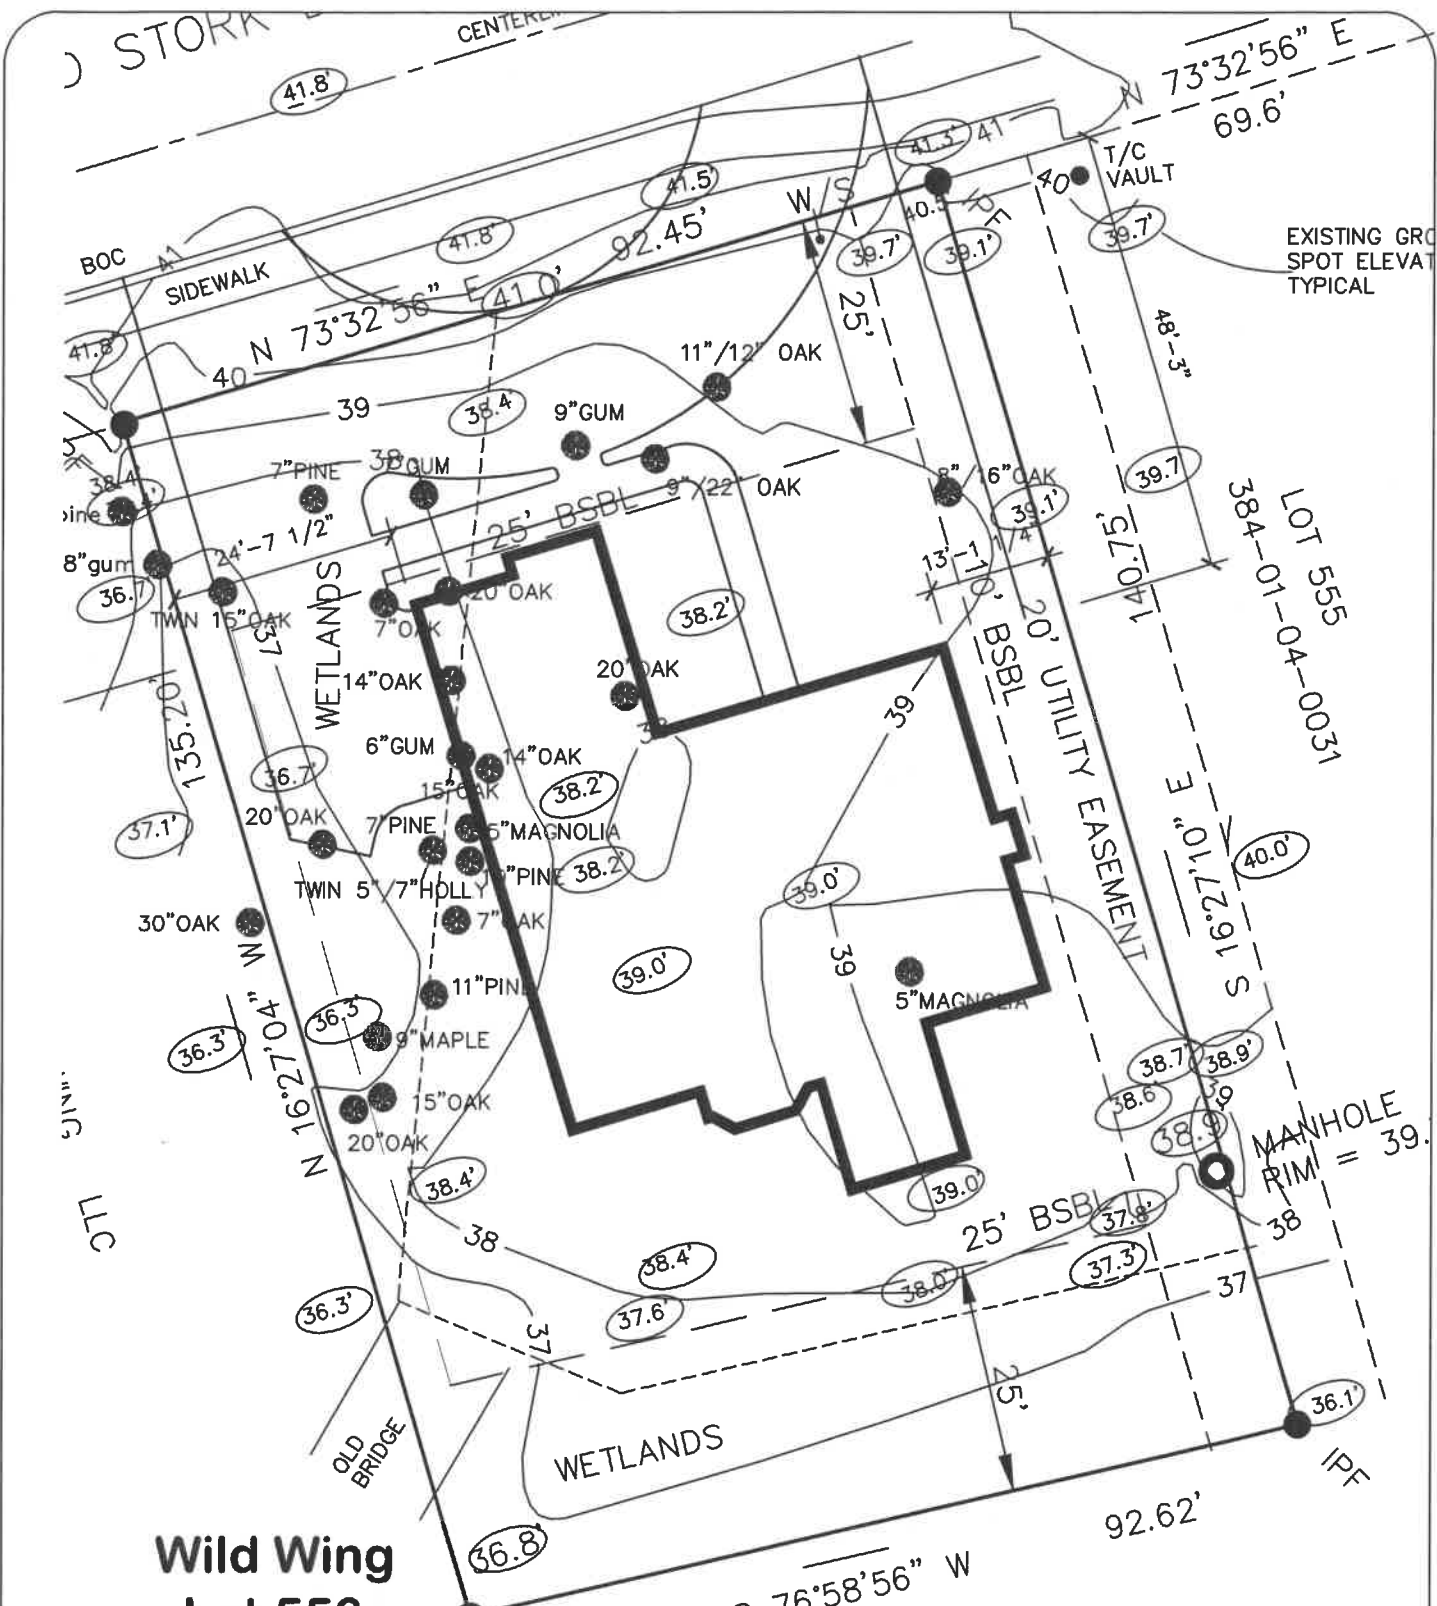 STORK
CENTERLI
41.8'
N 73°32'56" E
69.6'
41.3'
41
T/C
VAULT
40
41.5'
W
S
40.5
IPF
41.8'
92.45'
39.7'
39.1'
39.7'
EXISTING GRO
SPOT ELEVAT
TYPICAL
BOC
41
SIDEWALK
N 73°32'56" E
41.0'
25'
48'-3"
41.8'
40
11"/12" OAK
39
38.4'
9"GUM
7"PINE
38
7"GUM
9"/22" OAK
8"/16"OAK
39.7'
38.4'
pine
25' BSBL
39.1'
24'-7 1/2"
LOT 555
384-01-04-0031
8"gum
36.7'
13'-11
1/4"
140.75'
TWIN 15"OAK
WETLANDS
20"OAK
7"OAK
38.2'
10' BSBL
20' UTILITY EASEMENT
37
14"OAK
20"OAK
39
135.20'
6"GUM
14"OAK
36.7'
15"OAK
38.2'
20"OAK
7"PINE
5"MAGNOLIA
37.1'
38.2'
S 16°27'10" E
40.0'
TWIN 5"/7"HOLLY
PINE
39.0'
30"OAK
7"OAK
39
39.0'
11"PINE
5"MAGNOLIA
36.3'
9"MAPLE
36.3'
N 16°27'04" W
38.7'
38.9'
15"OAK
38.6'
39
20"OAK
38.9'
MANHOLE
RIM = 39.
38.4'
39.0'
LLC
38
25' BSBL
37.8'
38
38.4'
37.3'
38.0'
37
36.3'
37.6'
37
25'
36.1'
OLD
BRIDGE
WETLANDS
IPF
92.62'
36.8'
Wild Wing
76°58'56" W